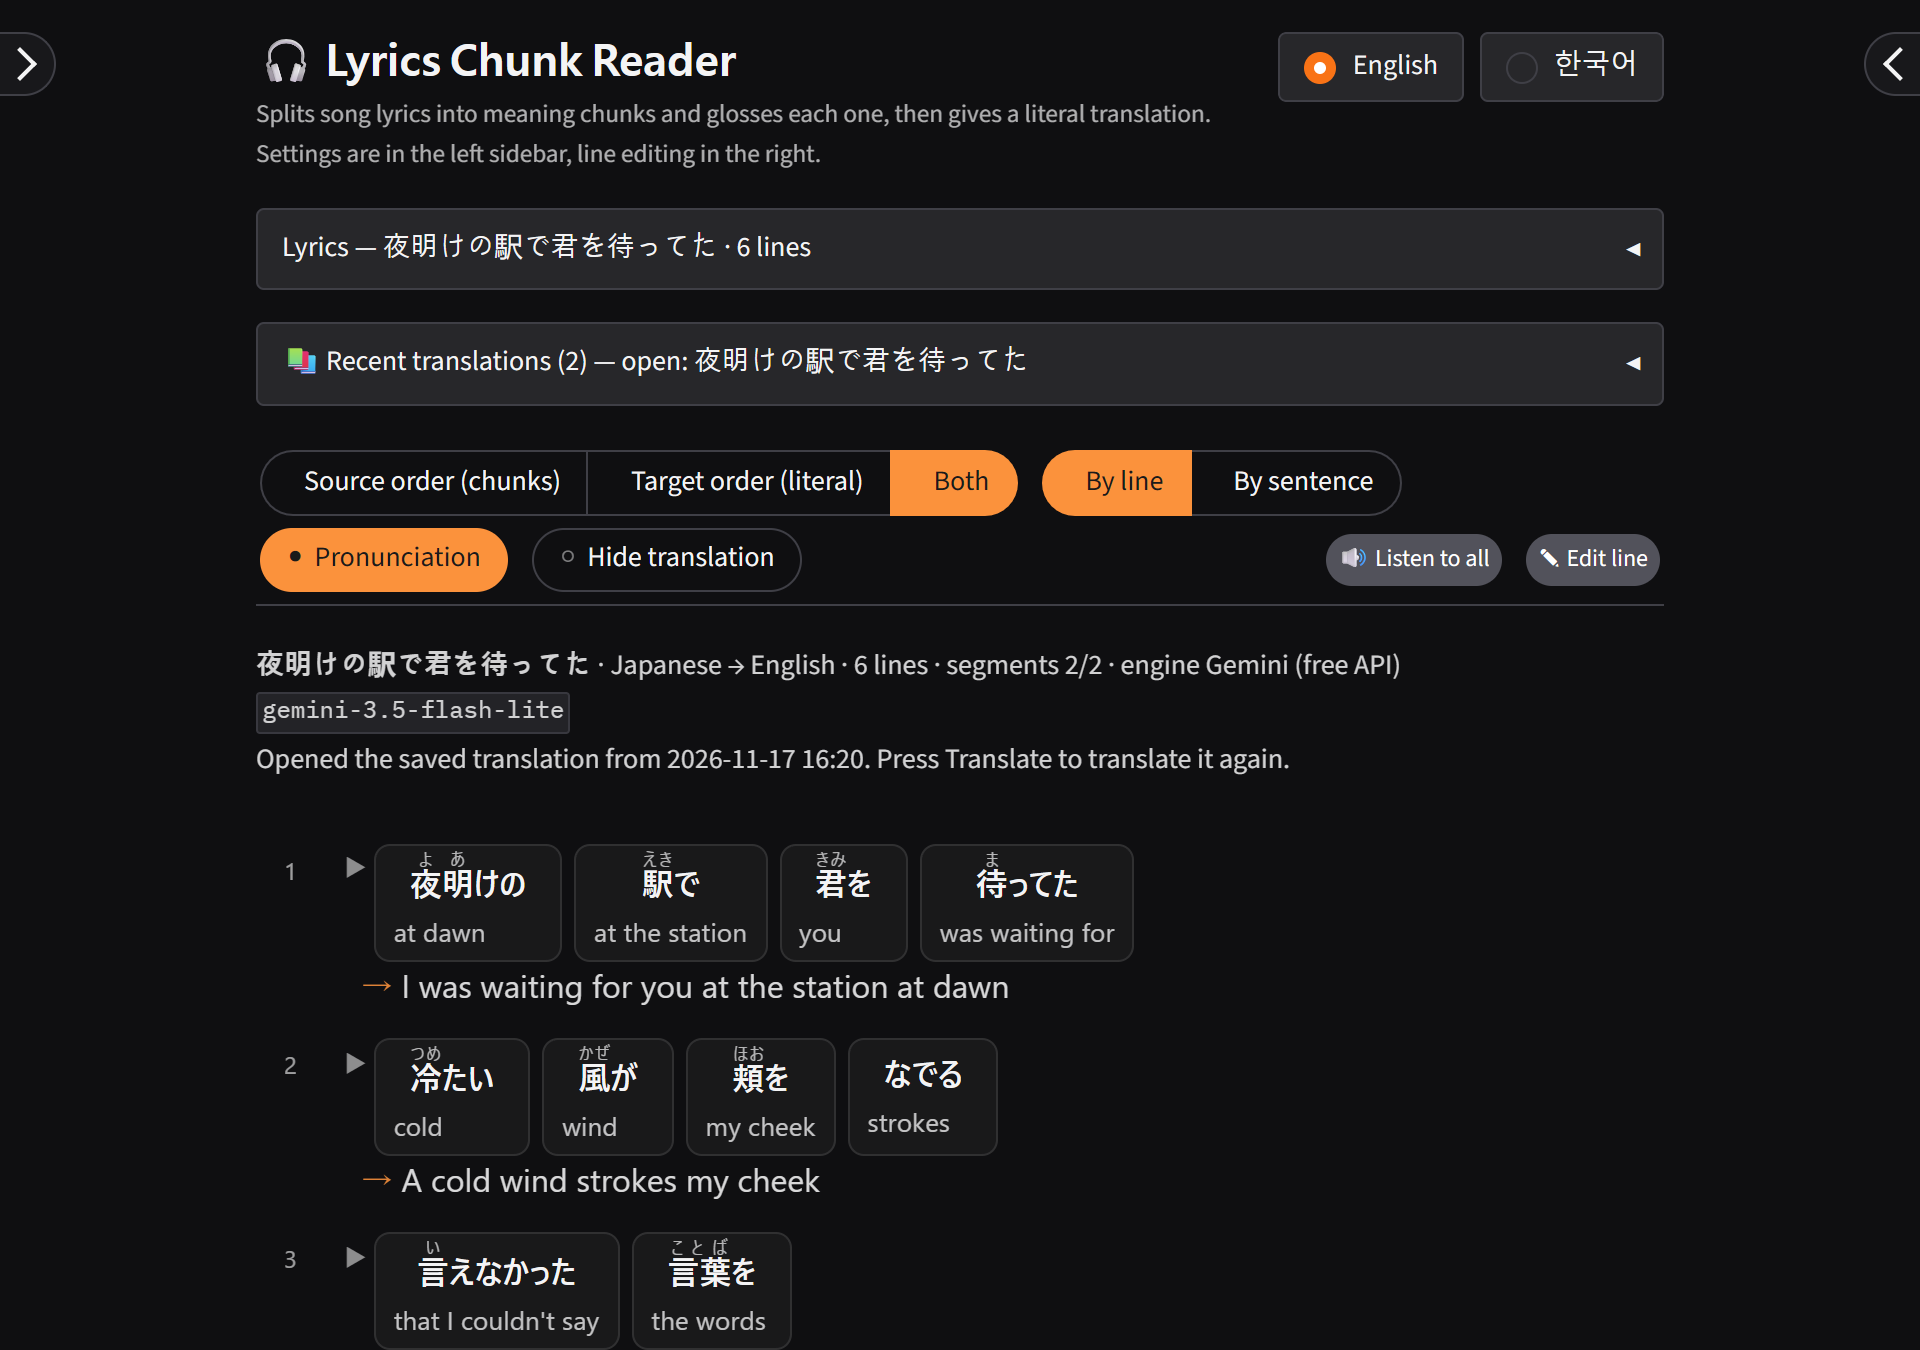 🎧 Lyrics Chunk Reader
English
한국어
Splits song lyrics into meaning chunks and glosses each one, then gives a literal translation.
Settings are in the left sidebar, line editing in the right.
Lyrics — 夜明けの駅で君を待ってた · 6 lines
📚 Recent translations (2) — open: 夜明けの駅で君を待ってた
Source order (chunks)
Target order (literal)
Both
By line
By sentence
Pronunciation
Hide translation
🔊 Listen to all
✏️ Edit line
夜明けの駅で君を待ってた · Japanese → English · 6 lines · segments 2/2 · engine Gemini (free API)
gemini-3.5-flash-lite
Opened the saved translation from 2026-11-17 16:20. Press Translate to translate it again.
1
よ あ えき きみ ま
夜明けの 駅で 君を 待ってた
at dawn at the station you was waiting for
→ I was waiting for you at the station at dawn
2
つめ かぜ ほお
冷たい 風が 頬を なでる
cold wind my cheek strokes
→ A cold wind strokes my cheek
3
い ことば
言えなかった 言葉を
that I couldn't say the words